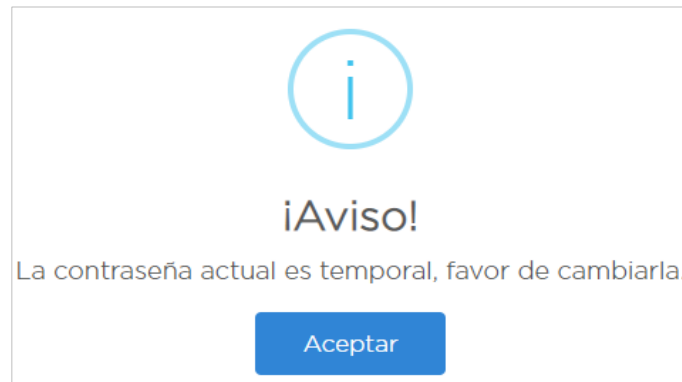 i
¡Aviso!
La contraseña actual es temporal, favor de cambiarla.
Aceptar